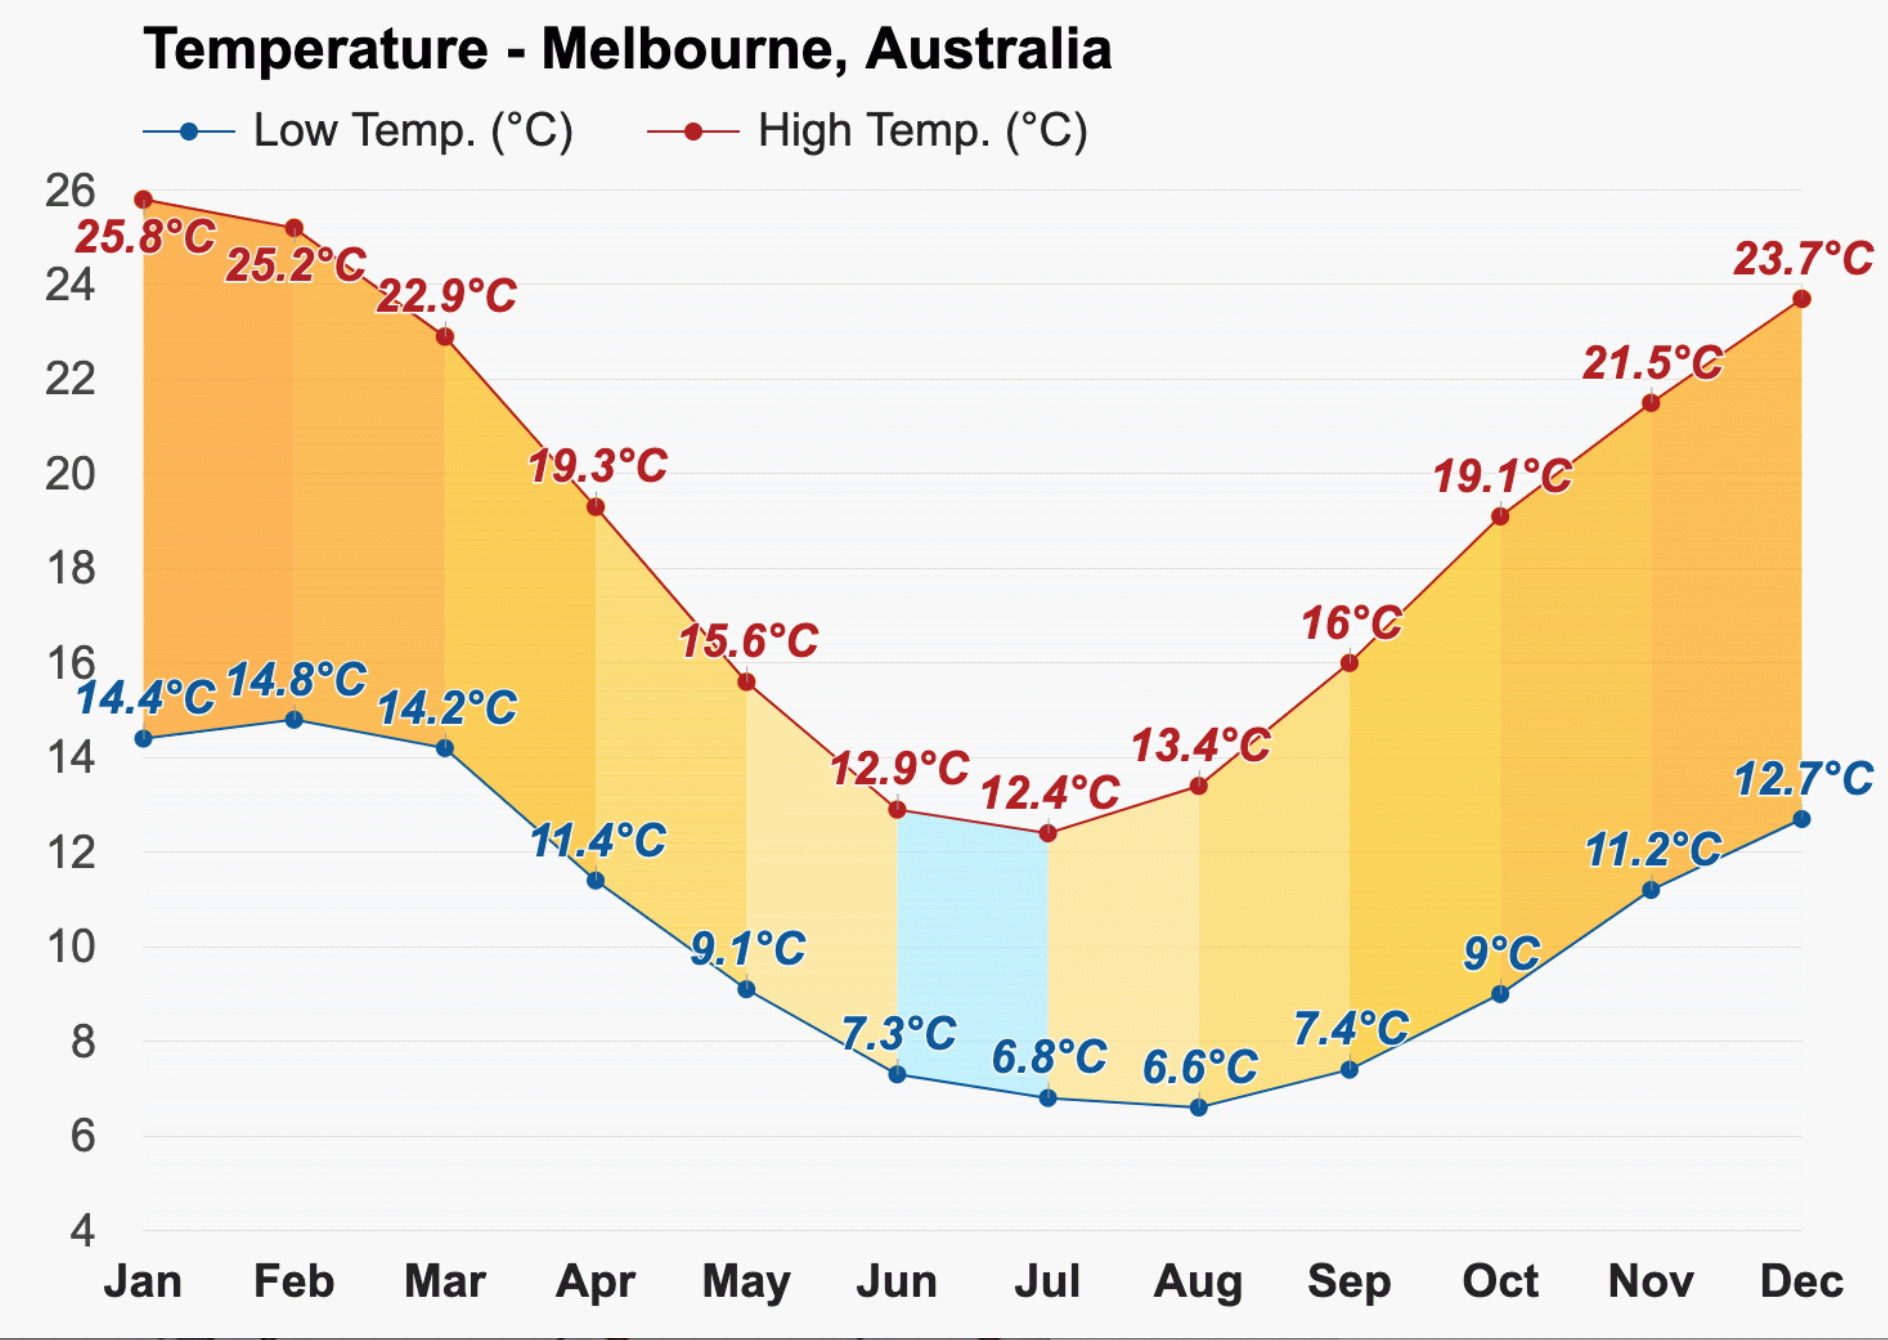 Temperature - Melbourne, Australia
Low Temp. (°C) High Temp. (°C)
26
24
22
20
18
16
14
12
10
8
6
4
25.8°C
25.2°C
22.9°C
19.3°C
15.6°C
12.9°C
12.4°C
13.4°C
16°C
19.1°C
21.5°C
23.7°C
14.4°C
14.8°C
14.2°C
11.4°C
9.1°C
7.3°C
6.8°C
6.6°C
7.4°C
9°C
11.2°C
12.7°C
Jan Feb Mar Apr May Jun Jul Aug Sep Oct Nov Dec